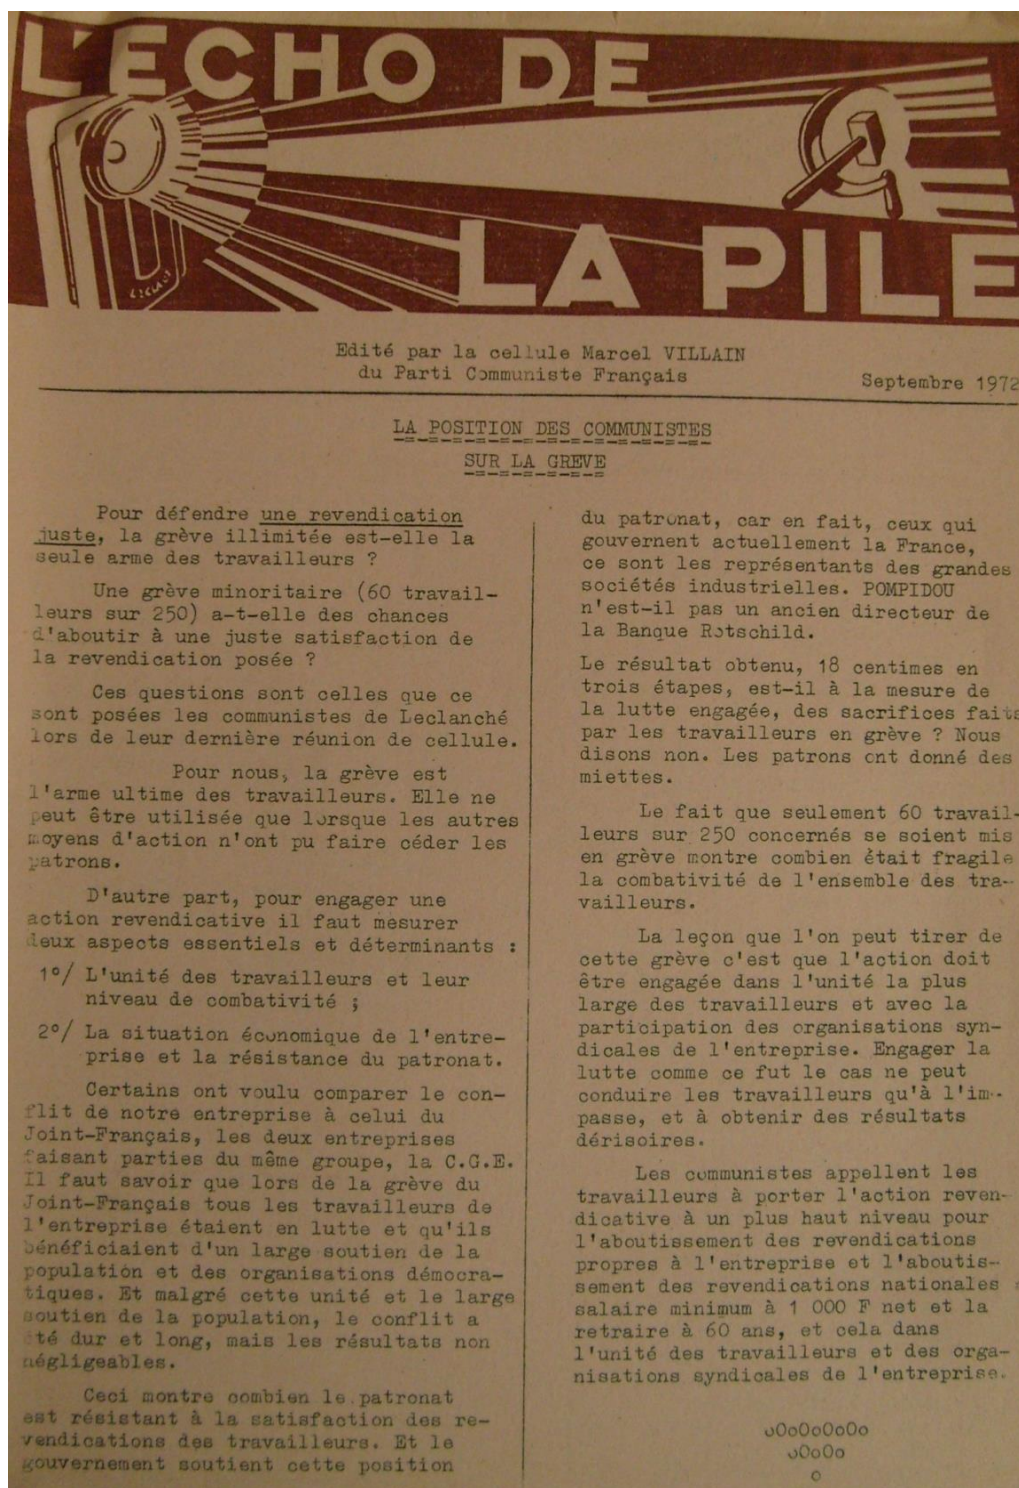 L'ECHO DE
LA PILE
Edité par la cellule Marcel VILLAIN
du Parti Communiste Français
Septembre 1972
LA POSITION DES COMMUNISTES
SUR LA GREVE
Pour défendre une revendication
juste, la grève illimitée est-elle la
seule arme des travailleurs ?
Une grève minoritaire (60 travail-
leurs sur 250) a-t-elle des chances
d'aboutir à une juste satisfaction de
la revendication posée ?
Ces questions sont celles que ce
sont posées les communistes de Leclanché
lors de leur dernière réunion de cellule.
Pour nous, la grève est
l'arme ultime des travailleurs. Elle ne
peut être utilisée que lorsque les autres
moyens d'action n'ont pu faire céder les
patrons.
D'autre part, pour engager une
action revendicative il faut mesurer
deux aspects essentiels et déterminants :
1°/ L'unité des travailleurs et leur
niveau de combativité ;
2°/ La situation économique de l'entre-
prise et la résistance du patronat.
Certains ont voulu comparer le con-
flit de notre entreprise à celui du
Joint-Français, les deux entreprises
faisant parties du même groupe, la C.G.E.
Il faut savoir que lors de la grève du
Joint-Français tous les travailleurs de
l'entreprise étaient en lutte et qu'ils
bénéficiaient d'un large soutien de la
population et des organisations démocra-
tiques. Et malgré cette unité et le large
soutien de la population, le conflit a
été dur et long, mais les résultats non
négligeables.
Ceci montre combien le patronat
est résistant à la satisfaction des re-
vendications des travailleurs. Et le
gouvernement soutient cette position
du patronat, car en fait, ceux qui
gouvernent actuellement la France,
ce sont les représentants des grandes
sociétés industrielles. POMPIDOU
n'est-il pas un ancien directeur de
la Banque Rotschild.
Le résultat obtenu, 18 centimes en
trois étapes, est-il à la mesure de
la lutte engagée, des sacrifices faits
par les travailleurs en grève ? Nous
disons non. Les patrons ont donné des
miettes.
Le fait que seulement 60 travail-
leurs sur 250 concernés se soient mis
en grève montre combien était fragile
la combativité de l'ensemble des tra-
vailleurs.
La leçon que l'on peut tirer de
cette grève c'est que l'action doit
être engagée dans l'unité la plus
large des travailleurs et avec la
participation des organisations syn-
dicales de l'entreprise. Engager la
lutte comme ce fut le cas ne peut
conduire les travailleurs qu'à l'im-
passe, et à obtenir des résultats
dérisoires.
Les communistes appellent les
travailleurs à porter l'action reven-
dicative à un plus haut niveau pour
l'aboutissement des revendications
propres à l'entreprise et l'aboutis-
sement des revendications nationales :
salaire minimum à 1 000 F net et la
retraire à 60 ans, et cela dans
l'unité des travailleurs et des orga-
nisations syndicales de l'entreprise.
oOoOoOoOo
oOoOo
o